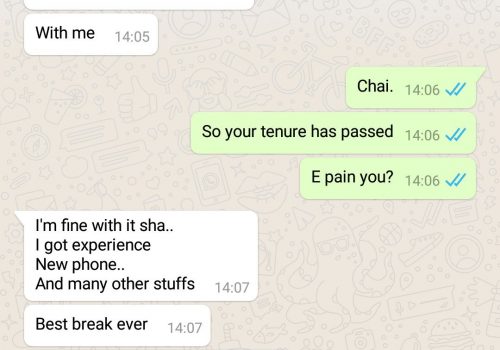 With me 14:05
Chai. 14:06
So your tenure has passed 14:06
E pain you? 14:06
I'm fine with it sha..
I got experience
New phone..
And many other stuffs 14:07
Best break ever 14:07